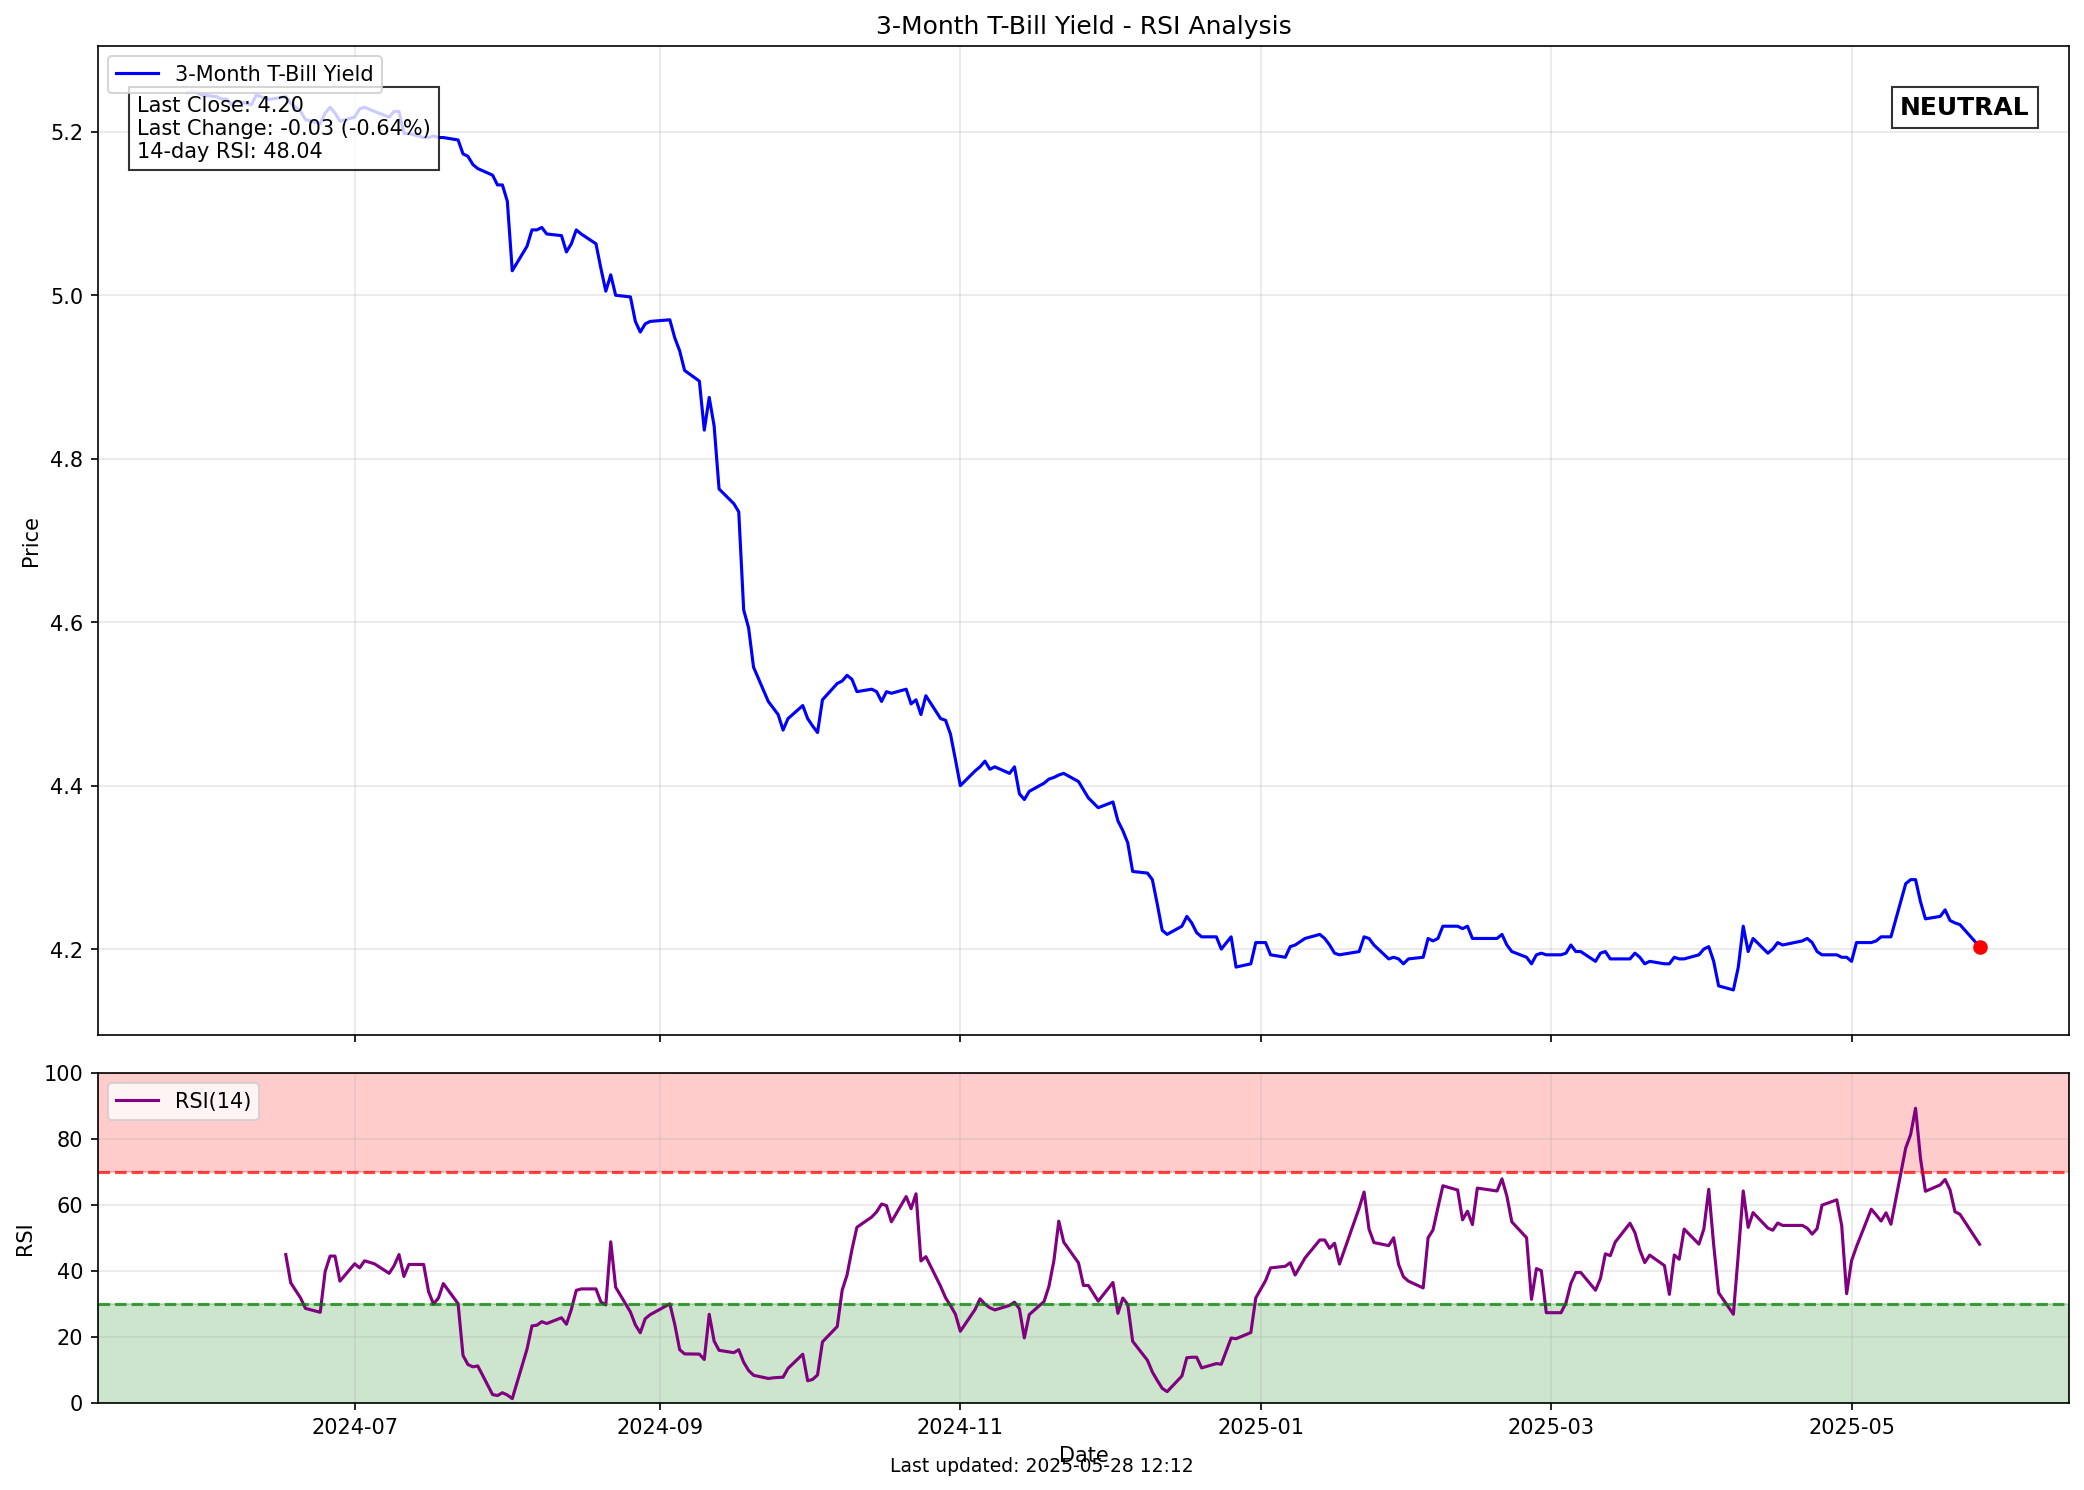 3-Month T-Bill Yield - RSI Analysis
3-Month T-Bill Yield
Last Close: 4.20
Last Change: -0.03 (-0.64%)
14-day RSI: 48.04
NEUTRAL
5.2
5.0
4.8
4.6
4.4
4.2
Price
RSI(14)
100
80
60
40
20
0
RSI
2024-07
2024-09
2024-11
2025-01
2025-03
2025-05
Date
Last updated: 2025-05-28 12:12